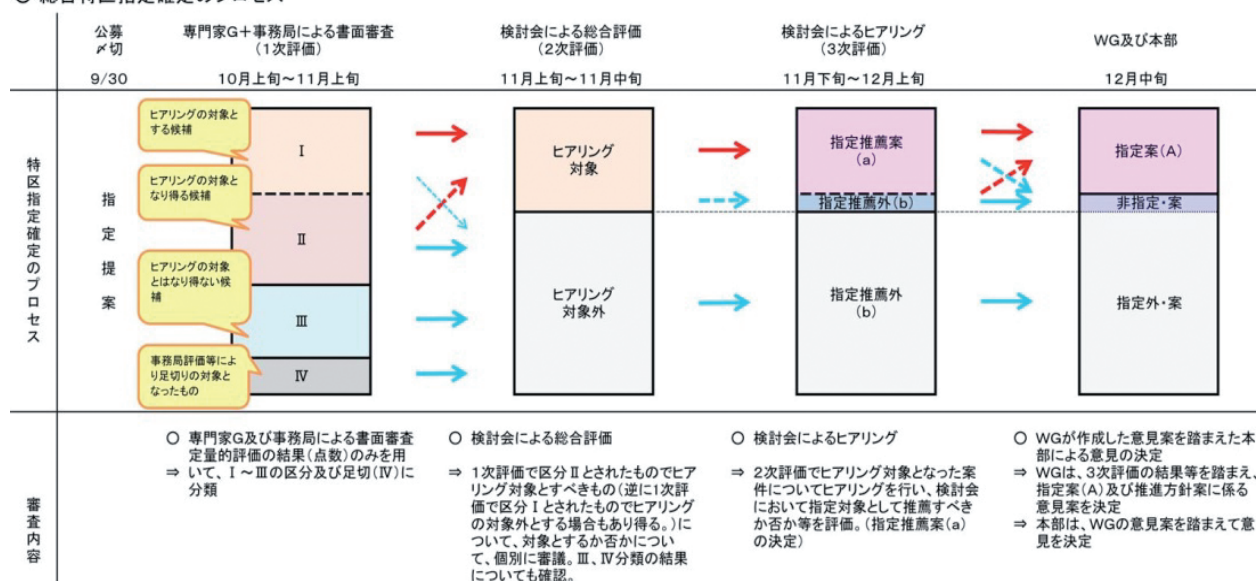 公募
〆切
9/30
専門家G＋事務局による書面審査
(1次評価)
10月上旬～11月上旬
検討会による総合評価
(2次評価)
11月上旬～11月中旬
検討会によるヒアリング
(3次評価)
11月下旬～12月上旬
WG及び本部
12月中旬
特区指定確定のプロセス
指定提案
ヒアリングの対象と
する候補
ヒアリングの対象と
なり得る候補
ヒアリングの対象
とはなり得ない候
補
事務局評価等によ
り足切りの対象と
なったもの
Ⅰ
Ⅱ
Ⅲ
Ⅳ
ヒアリング
対象
ヒアリング
対象外
指定推薦案
(a)
指定推薦外(b)
指定推薦外
(b)
指定案(A)
非指定・案
指定外・案
審査内容
○ 専門家G及び事務局による書面審査
定量的評価の結果(点数)のみを用
⇒ いて、Ⅰ～Ⅲの区分及び足切(Ⅳ)に
分類
○ 検討会による総合評価
⇒ 1次評価で区分Ⅱとされたものでヒア
リング対象とすべきもの(逆に1次評
価で区分Ⅰとされたものでヒアリング
の対象外とする場合もあり得る。)に
ついて、対象とするか否かについ
て、個別に審議。Ⅲ、Ⅳ分類の結果
についても確認。
○ 検討会によるヒアリング
⇒ 2次評価でヒアリング対象となった案
件についてヒアリングを行い、検討会
において指定対象として推薦すべき
か否か等を評価。(指定推薦案(a)
の決定)
○ WGが作成した意見案を踏まえた本
部による意見の決定
⇒ WGは、3次評価の結果等を踏まえ、
指定案(A)及び推進方針案に係る
意見案を決定
⇒ 本部は、WGの意見案を踏まえて意
見を決定